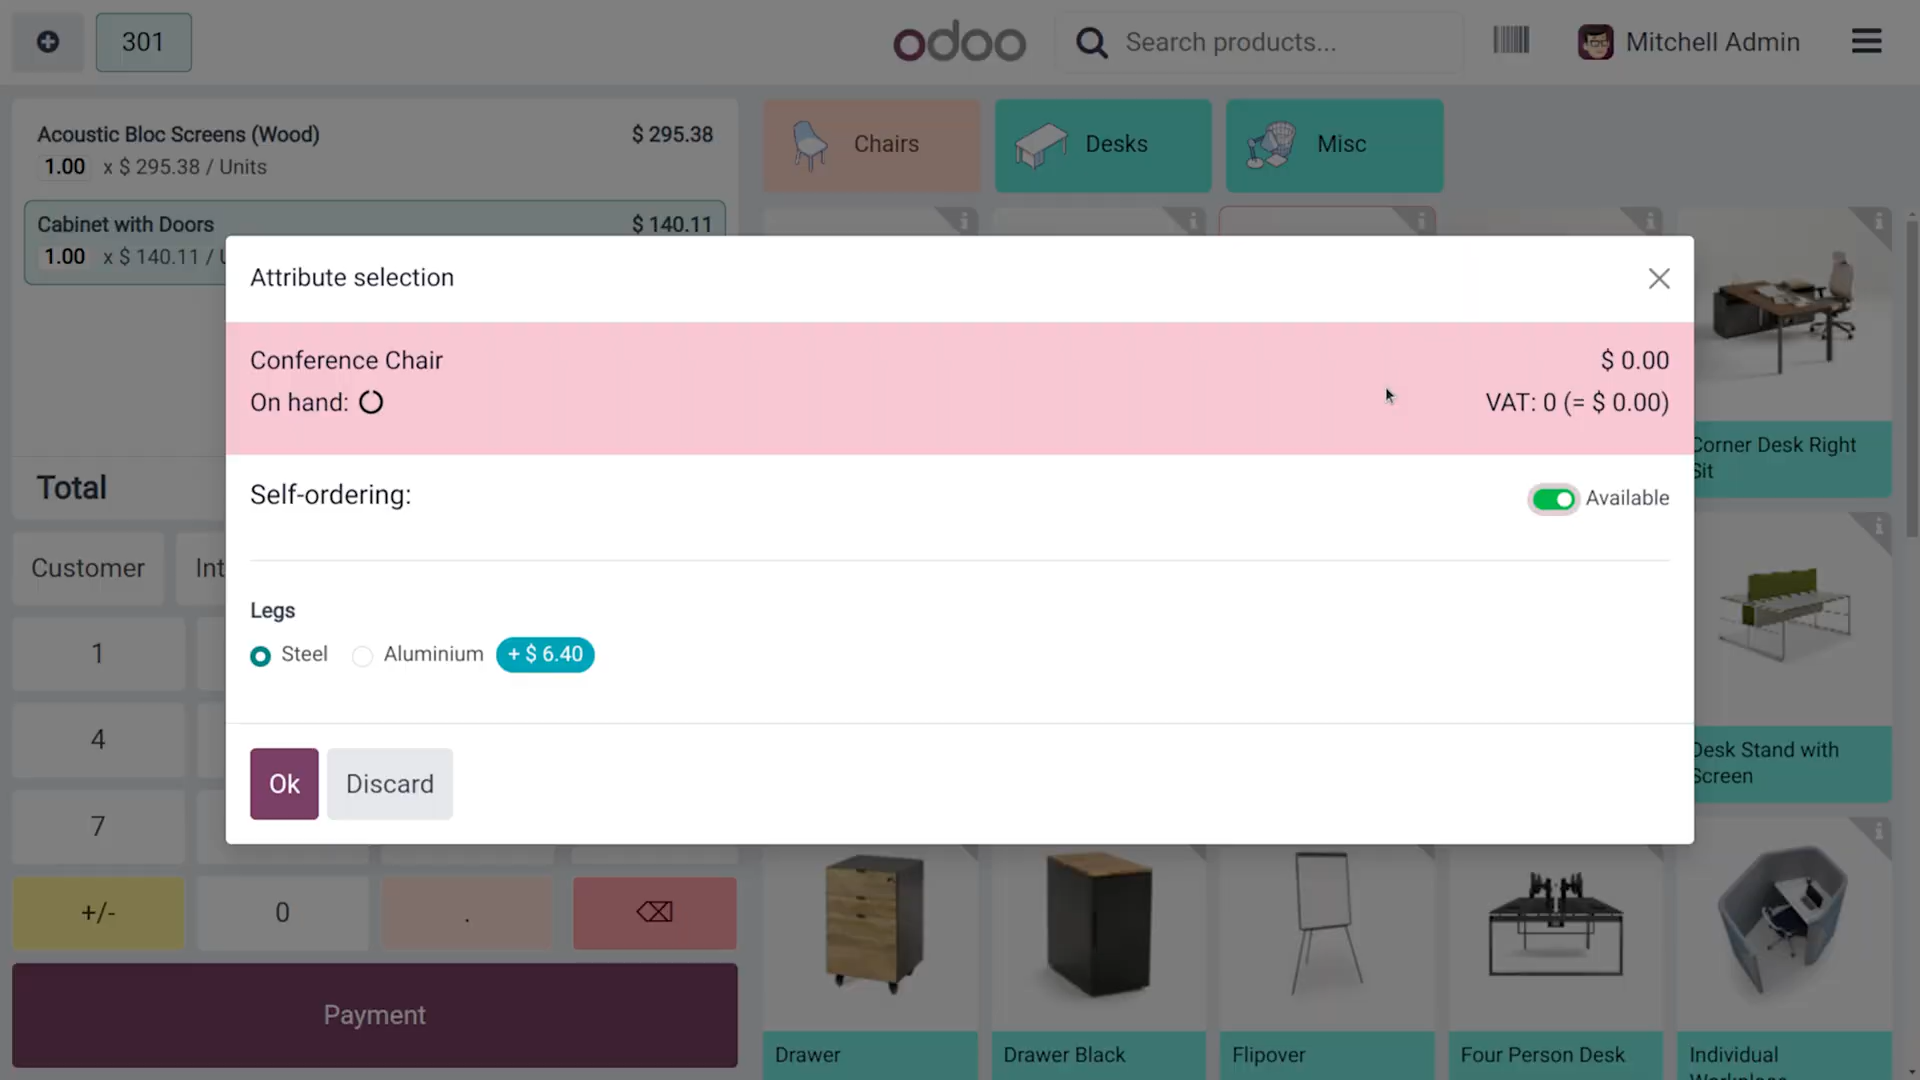 301
odoo
Search products...
Mitchell Admin
Acoustic Bloc Screens (Wood)
$ 295.38
1.00 x $ 295.38 / Units
Chairs
Desks
Misc
Cabinet with Doors
$ 140.11
1.00 x $ 140.11 / U
Attribute selection
Conference Chair
$ 0.00
On hand:
VAT: 0 (= $ 0.00)
Corner Desk Right
Sit
Total
Self-ordering:
Available
Customer
Int
Legs
Steel
Aluminium
+ $ 6.40
1
4
7
Desk Stand with
Screen
Ok
Discard
+/-
0
.
Payment
Drawer
Drawer Black
Flipover
Four Person Desk
Individual
Workplace